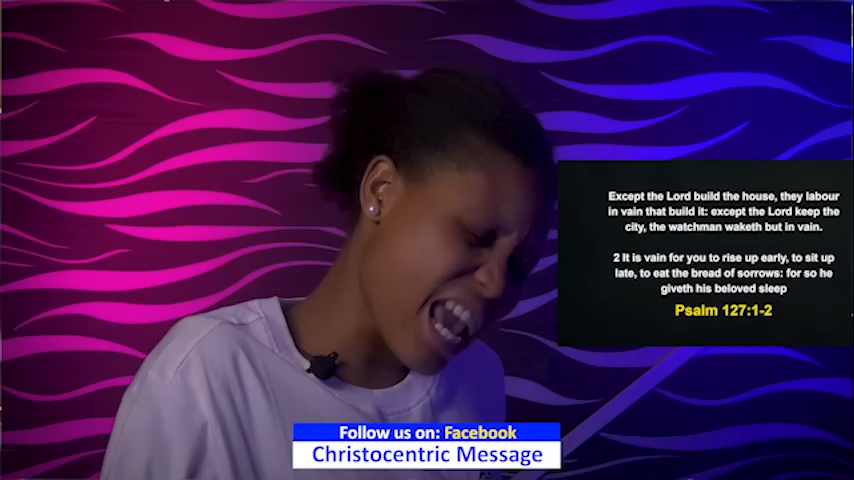 Except the Lord build the house, they labour
in vain that build it: except the Lord keep the
city, the watchman waketh but in vain.
2 It is vain for you to rise up early, to sit up
late, to eat the bread of sorrows: for so he
giveth his beloved sleep
Psalm 127:1-2
Follow us on: Facebook
Christocentric Message